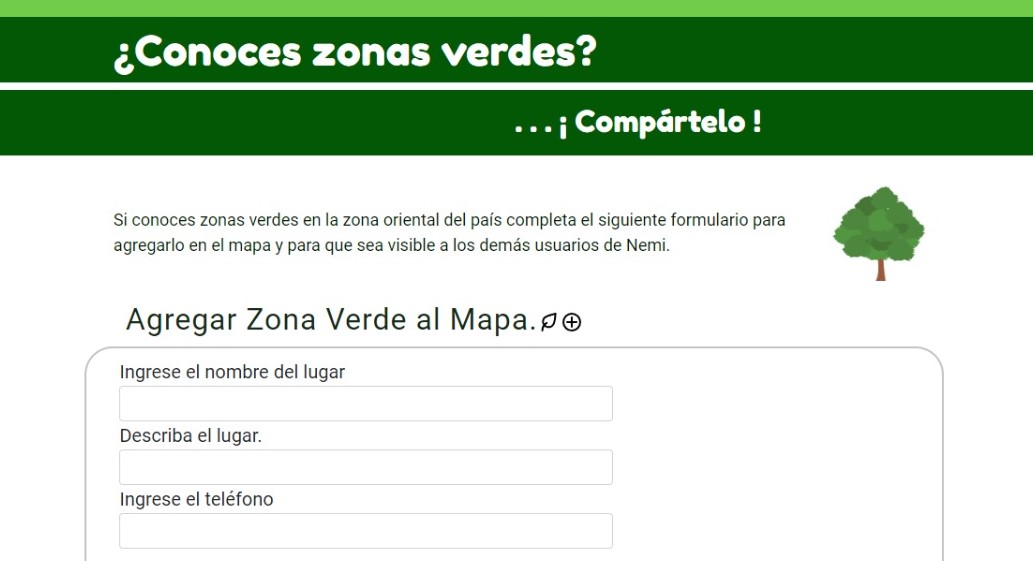 ¿Conoces zonas verdes?
. . . ¡ Compártelo !
Si conoces zonas verdes en la zona oriental del país completa el siguiente formulario para
agregarlo en el mapa y para que sea visible a los demás usuarios de Nemi.
Agregar Zona Verde al Mapa.
Ingrese el nombre del lugar
Describa el lugar.
Ingrese el teléfono